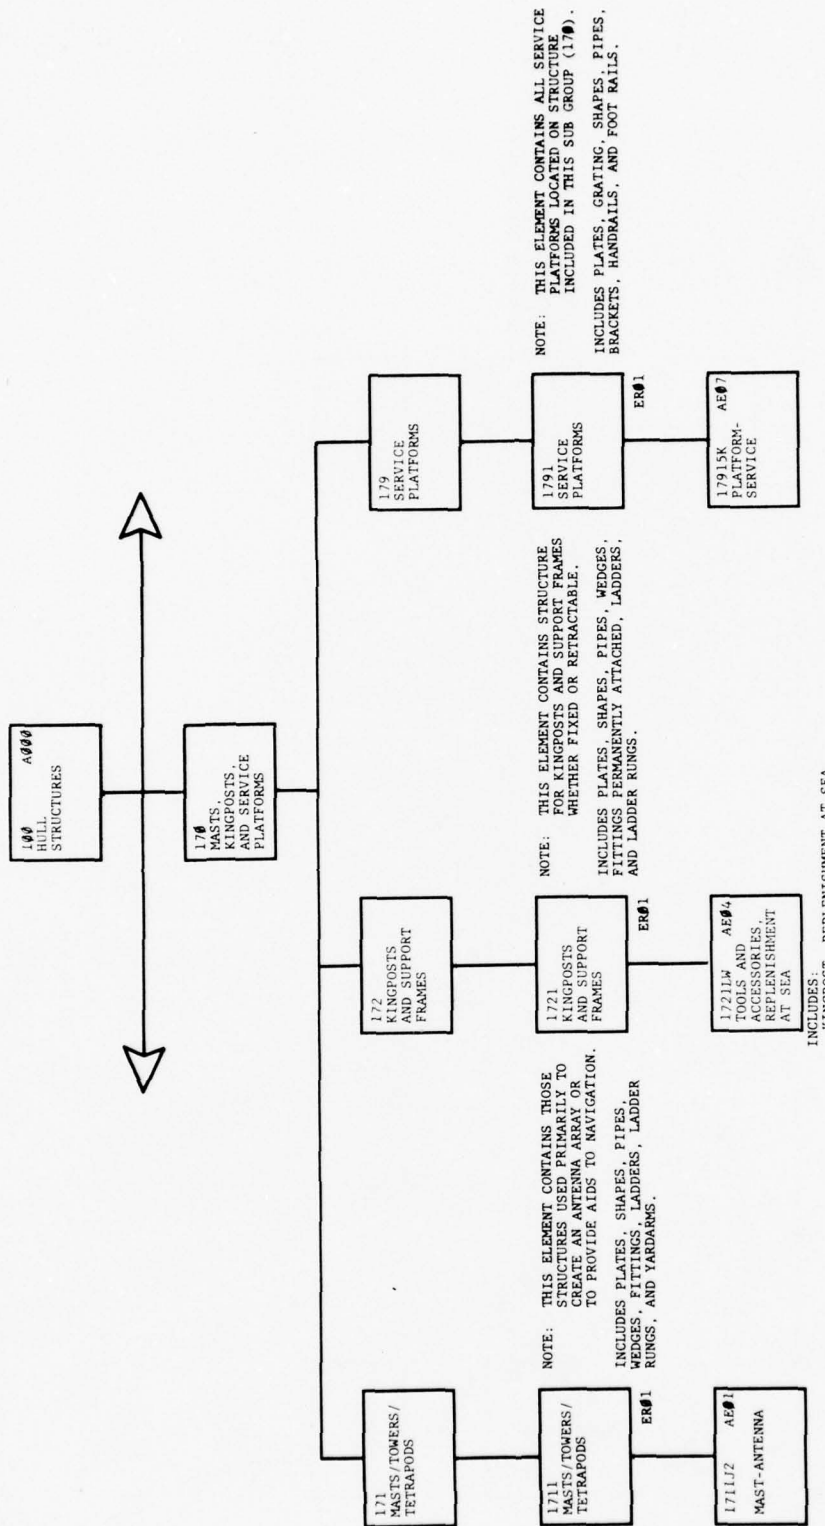 100 A000
HULL
STRUCTURES
170
MASTS,
KINGPOSTS,
AND SERVICE
PLATFORMS
171
MASTS/TOWERS/
TETRAPODS
172
KINGPOSTS
AND SUPPORT
FRAMES
179
SERVICE
PLATFORMS
1711
MASTS/TOWERS/
TETRAPODS
ER01
NOTE: THIS ELEMENT CONTAINS THOSE
STRUCTURES USED PRIMARILY TO
CREATE AN ANTENNA ARRAY OR
TO PROVIDE AIDS TO NAVIGATION.
INCLUDES PLATES, SHAPES, PIPES,
WEDGES, FITTINGS, LADDERS, LADDER
RUNGS, AND YARDARMS.
1721
KINGPOSTS
AND SUPPORT
FRAMES
ER01
NOTE: THIS ELEMENT CONTAINS STRUCTURE
FOR KINGPOSTS AND SUPPORT FRAMES
WHETHER FIXED OR RETRACTABLE.
INCLUDES PLATES, SHAPES, PIPES, WEDGES,
FITTINGS PERMANENTLY ATTACHED, LADDERS,
AND LADDER RUNGS.
1791
SERVICE
PLATFORMS
ER01
NOTE: THIS ELEMENT CONTAINS ALL SERVICE
PLATFORMS LOCATED ON STRUCTURE
INCLUDED IN THIS SUB GROUP (170).
INCLUDES PLATES, GRATING, SHAPES, PIPES,
BRACKETS, HANDRAILS, AND FOOT RAILS.
1711J2 AE01
MAST-ANTENNA
1721LW AE04
TOOLS AND
ACCESSORIES,
REPLENISHMENT
AT SEA
INCLUDES:
KINGPOST, REPLENISHMENT AT SEA
17915K AE07
PLATFORM-
SERVICE